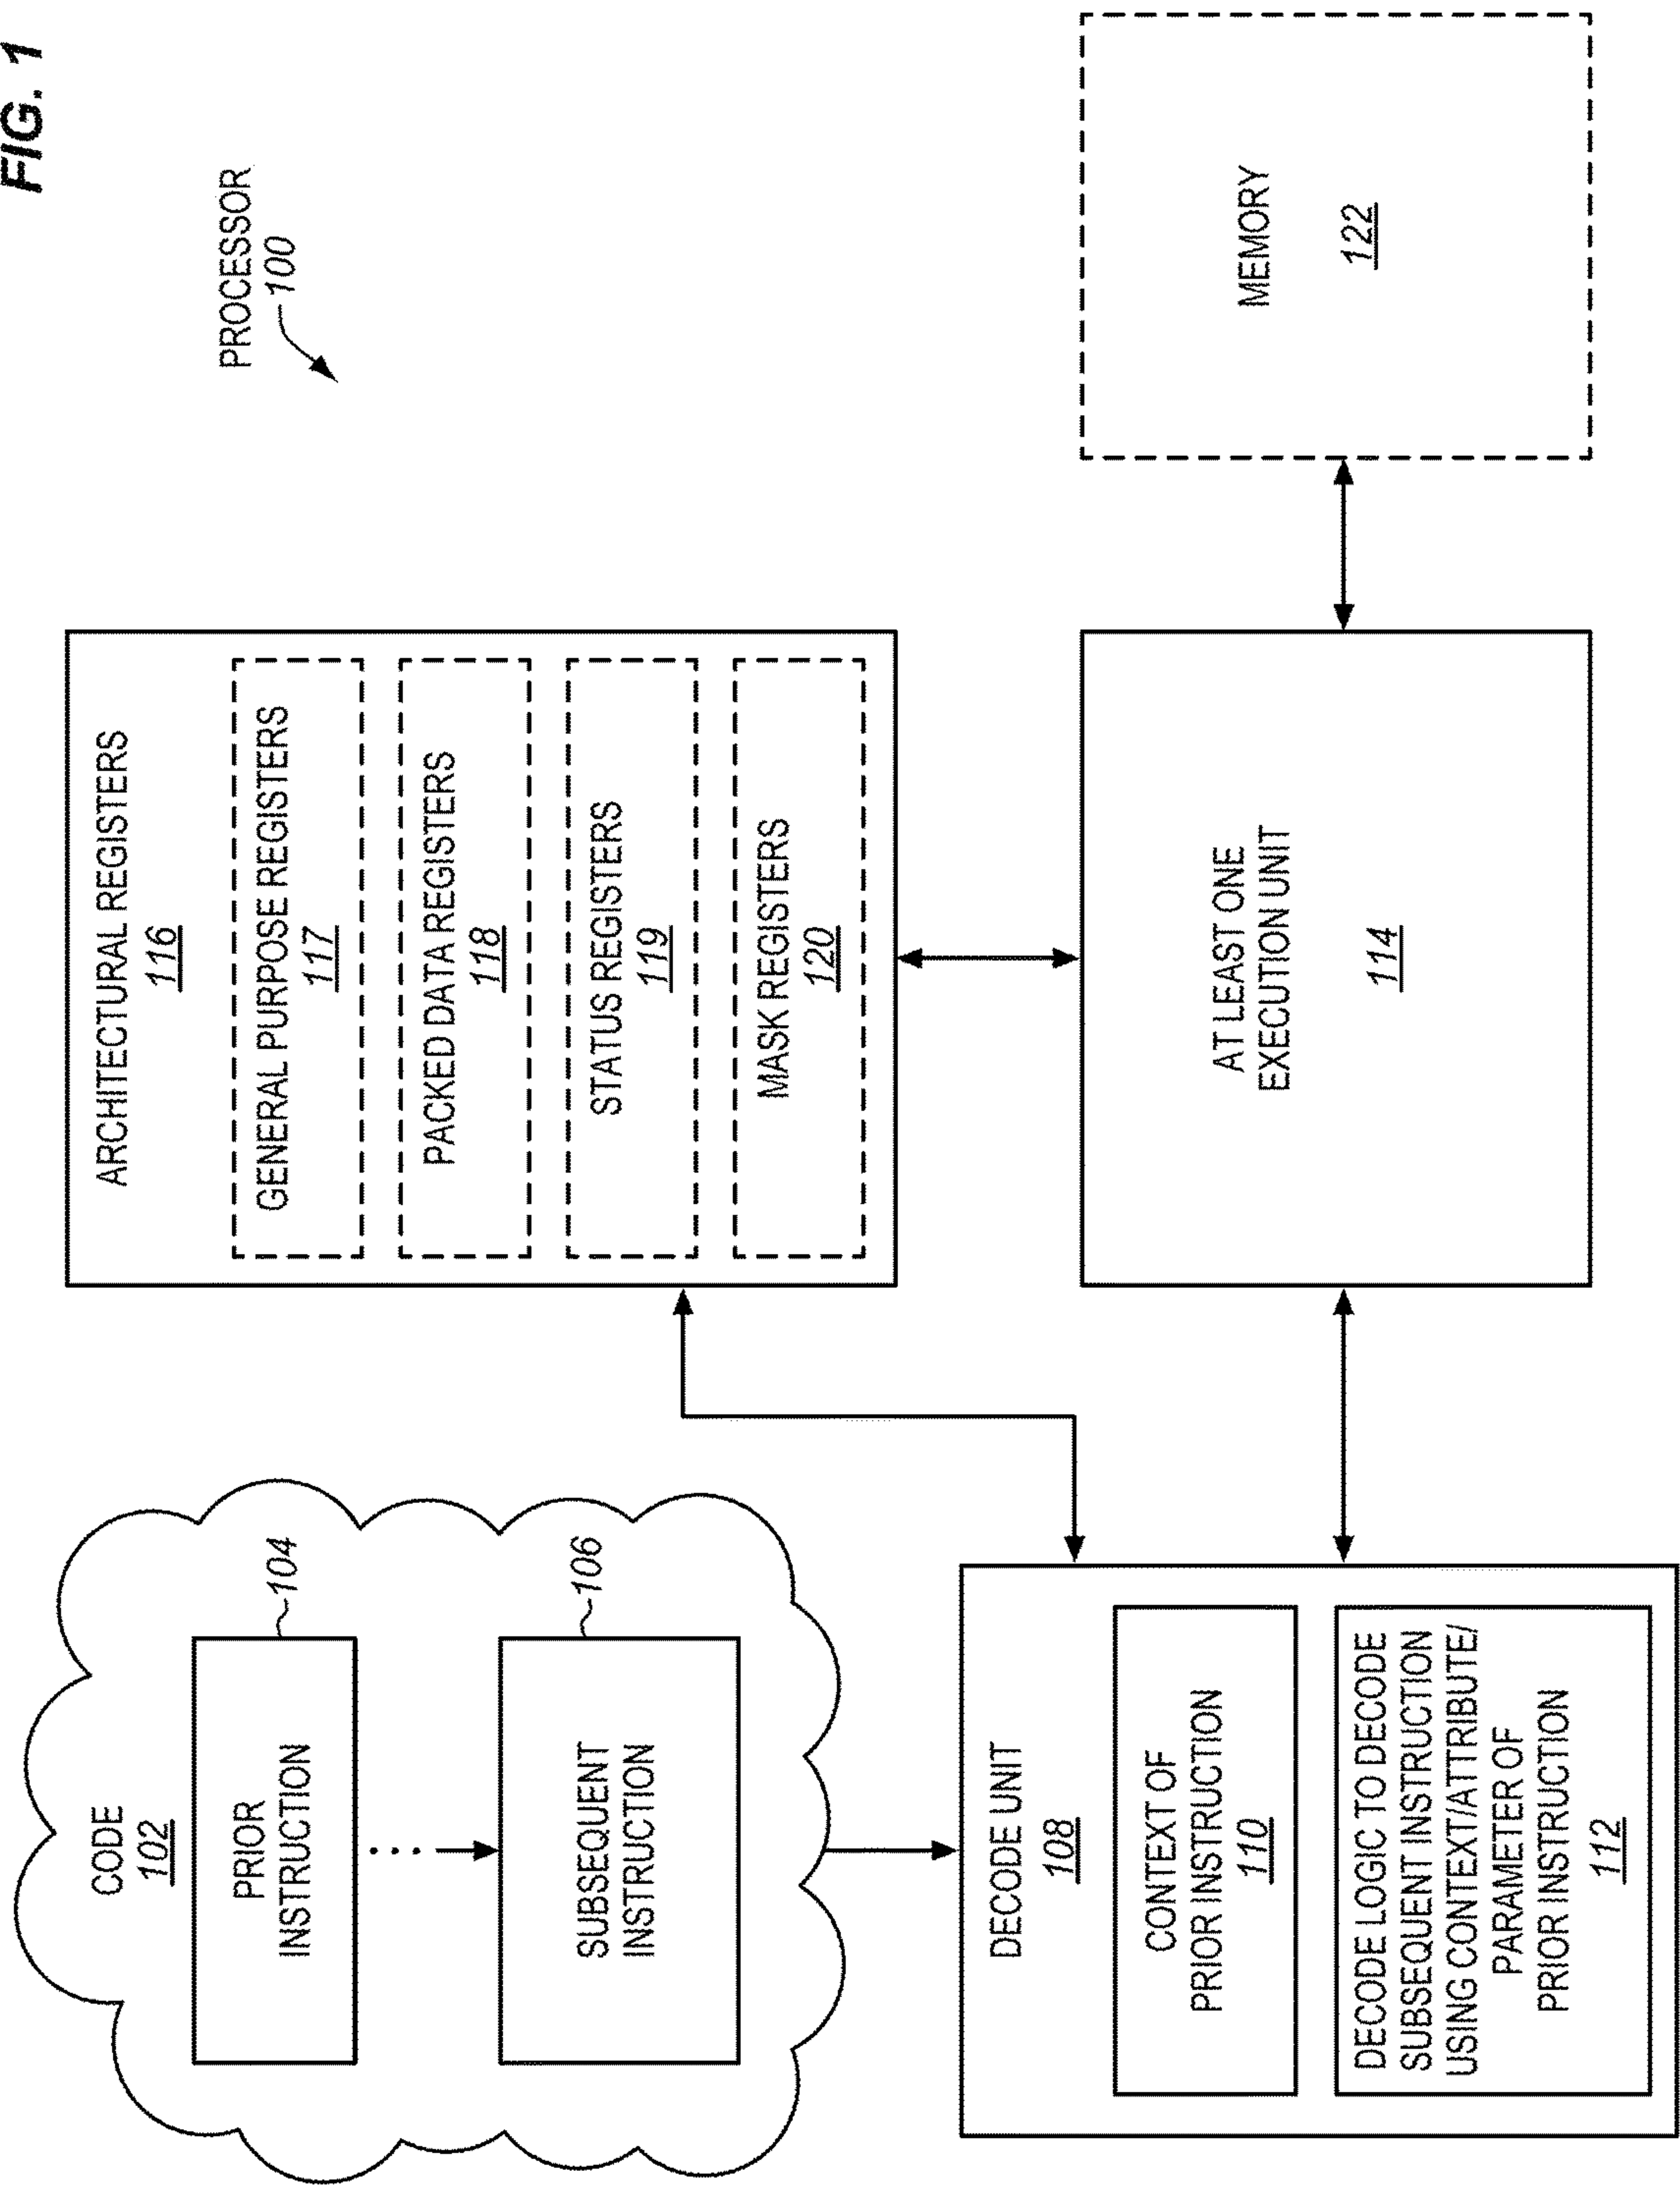 FIG. 1
PROCESSOR
100
CODE
102
PRIOR
INSTRUCTION
104
SUBSEQUENT
INSTRUCTION
106
ARCHITECTURAL REGISTERS
116
GENERAL PURPOSE REGISTERS
117
PACKED DATA REGISTERS
118
STATUS REGISTERS
119
MASK REGISTERS
120
DECODE UNIT
108
CONTEXT OF
PRIOR INSTRUCTION
110
DECODE LOGIC TO DECODE
SUBSEQUENT INSTRUCTION
USING CONTEXT/ATTRIBUTE/
PARAMETER OF
PRIOR INSTRUCTION
112
AT LEAST ONE
EXECUTION UNIT
114
MEMORY
122